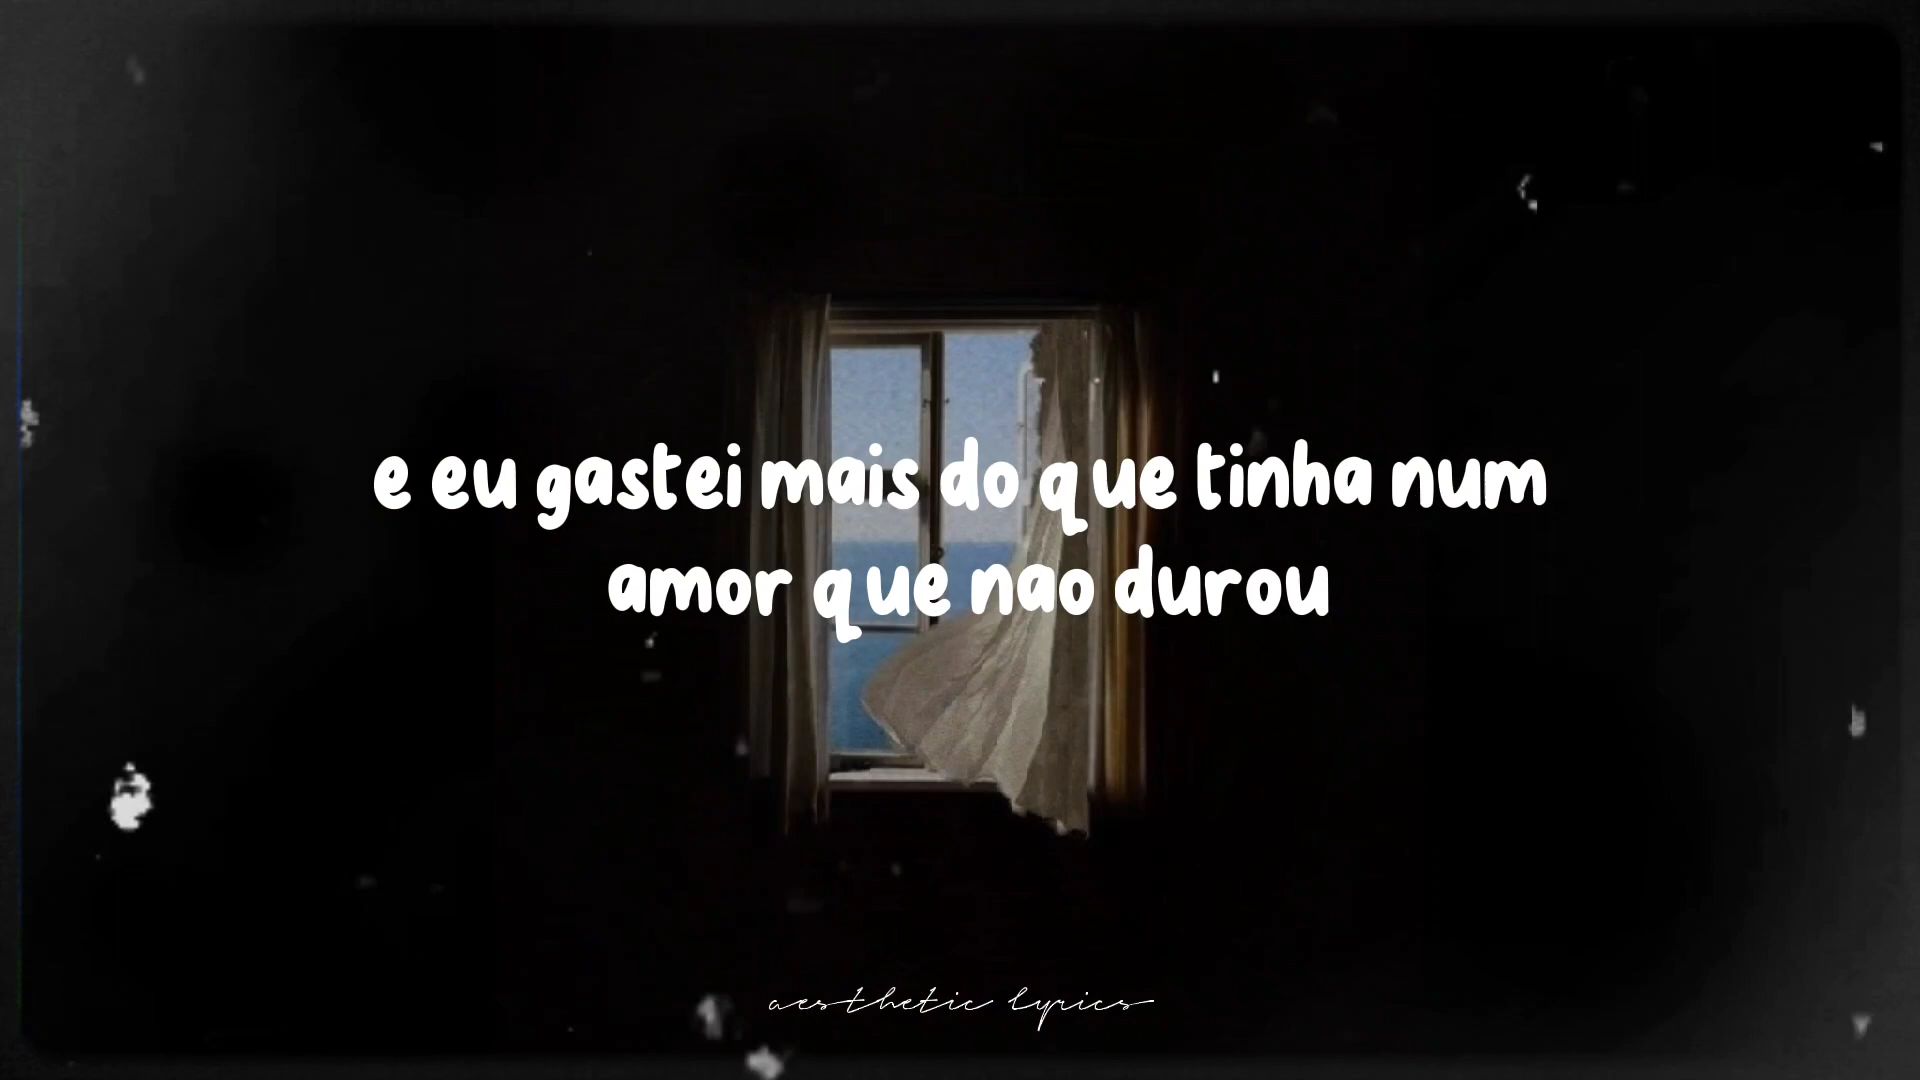 e eu gastei mais do que tinha num
amor que nao durou
aesthetic lyrics